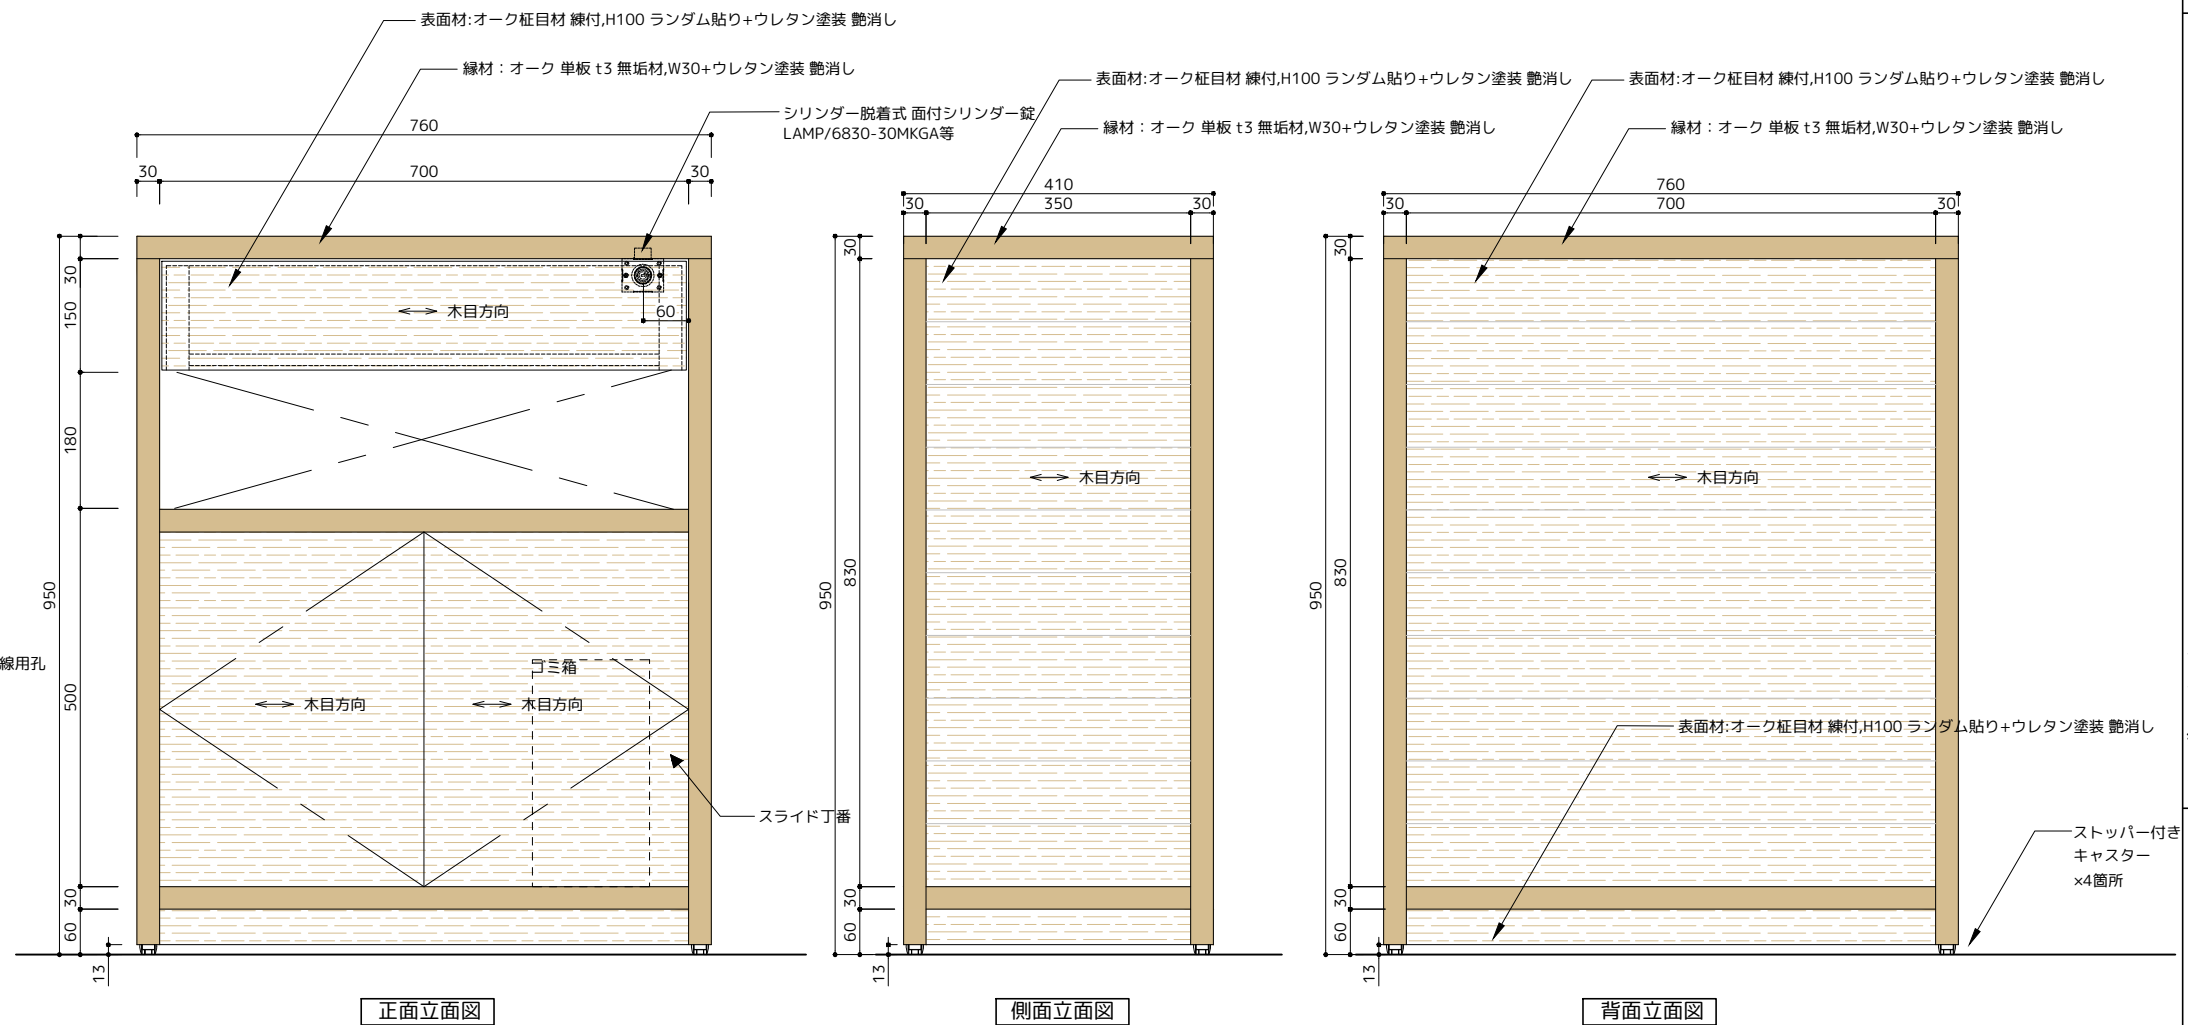 表面材:オーク柾目材 練付,H100 ランダム貼り+ウレタン塗装 艶消し
縁材：オーク 単板 t3 無垢材,W30+ウレタン塗装 艶消し
シリンダー脱着式 面付シリンダー錠
LAMP/6830-30MKGA等
760
30
700
30
950
30
150
180
500
30
60
13
60
木目方向
木目方向
木目方向
ゴミ箱
線用孔
スライド丁番
正面立面図
表面材:オーク柾目材 練付,H100 ランダム貼り+ウレタン塗装 艶消し
縁材：オーク 単板 t3 無垢材,W30+ウレタン塗装 艶消し
410
30
350
30
950
30
830
30
60
13
木目方向
側面立面図
表面材:オーク柾目材 練付,H100 ランダム貼り+ウレタン塗装 艶消し
縁材：オーク 単板 t3 無垢材,W30+ウレタン塗装 艶消し
760
30
700
30
950
30
830
30
60
13
木目方向
表面材:オーク柾目材 練付,H100 ランダム貼り+ウレタン塗装 艶消し
ストッパー付き
キャスター
×4箇所
背面立面図